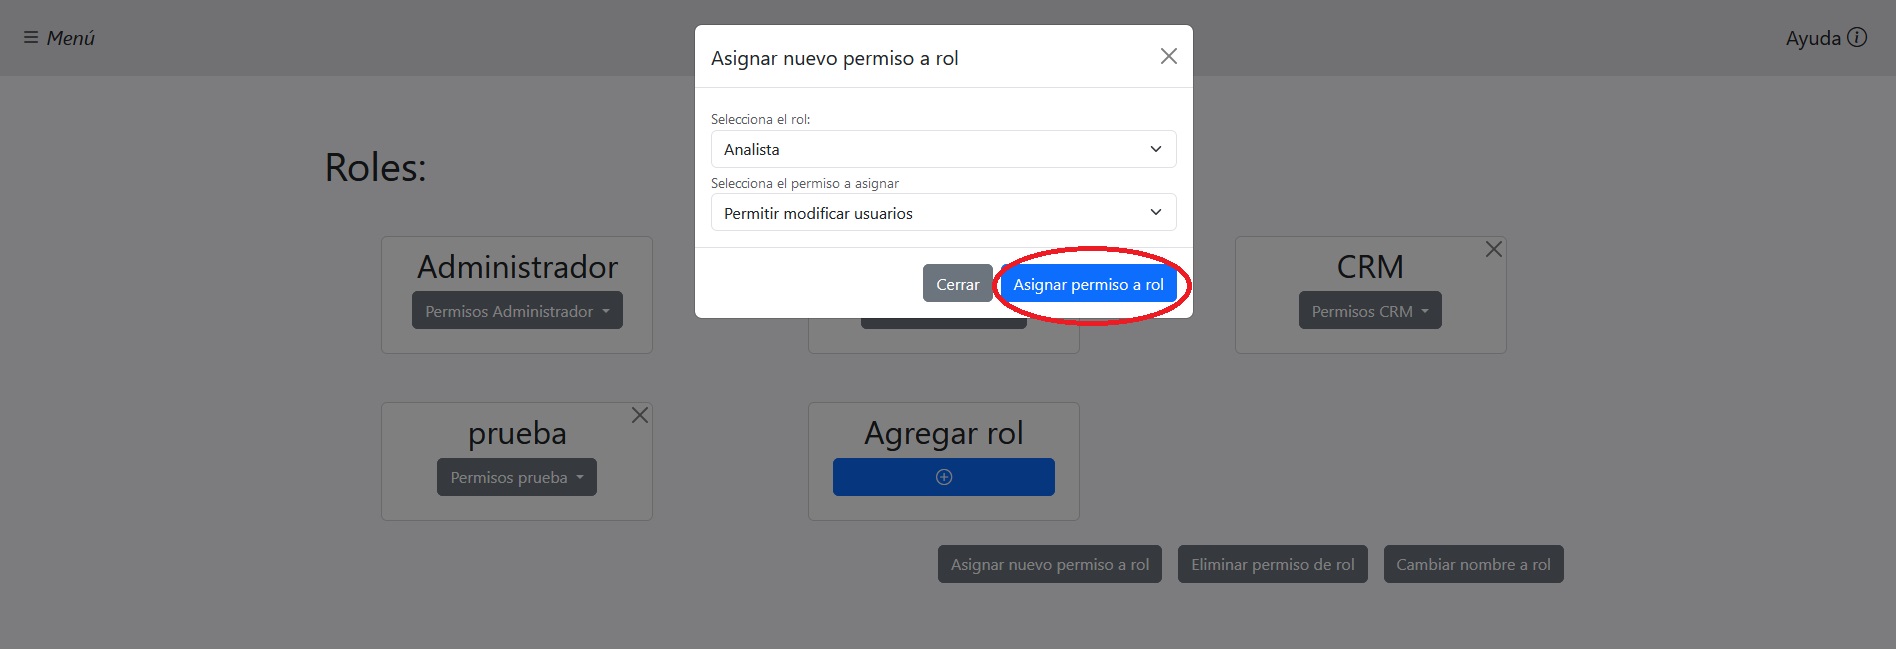 Menú
Ayuda
Asignar nuevo permiso a rol
Selecciona el rol:
Analista
Selecciona el permiso a asignar
Permitir modificar usuarios
Cerrar
Asignar permiso a rol
Roles:
Administrador
Permisos Administrador
CRM
Permisos CRM
prueba
Permisos prueba
Agregar rol
Asignar nuevo permiso a rol
Eliminar permiso de rol
Cambiar nombre a rol